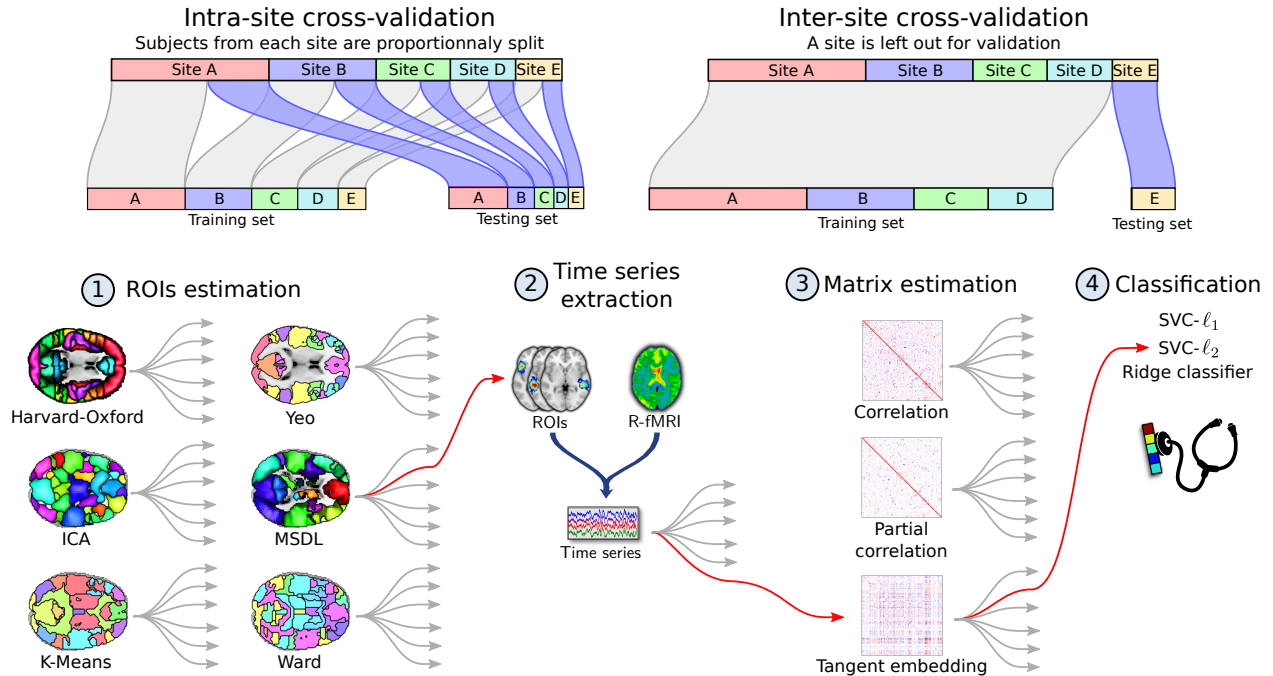 Intra-site cross-validation
Subjects from each site are proportionnaly split
Site A Site B Site C Site D Site E
A B C D E
Training set
A B C D E
Testing set
Inter-site cross-validation
A site is left out for validation
Site A Site B Site C Site D Site E
A B C D
Training set
E
Testing set
1 ROIs estimation
Harvard-Oxford
Yeo
ICA
MSDL
K-Means
Ward
2 Time series
extraction
ROIs
R-fMRI
Time series
3 Matrix estimation
Correlation
Partial
correlation
Tangent embedding
4 Classification
SVC-ℓ1
SVC-ℓ2
Ridge classifier